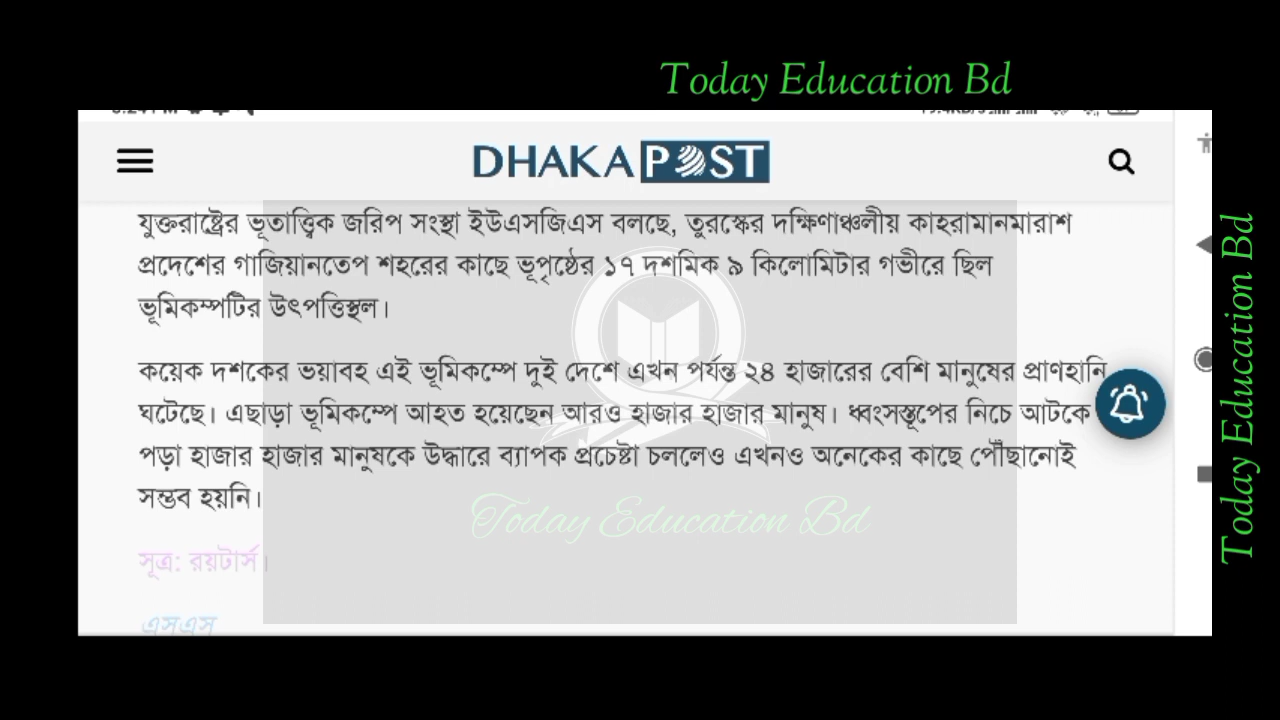 Today Education Bd
DHAKA POST
যুক্তরাষ্ট্রের ভূতাত্ত্বিক জরিপ সংস্থা ইউএসজিএস বলছে, তুরস্কের দক্ষিণাঞ্চলীয় কাহরামানমারাশ
প্রদেশের গাজিয়ানতেপ শহরের কাছে ভূপৃষ্ঠের ১৭ দশমিক ৯ কিলোমিটার গভীরে ছিল
ভূমিকম্পটির উৎপত্তিস্থল।
কয়েক দশকের ভয়াবহ এই ভূমিকম্পে দুই দেশে এখন পর্যন্ত ২৪ হাজারের বেশি মানুষের প্রাণহানি
ঘটেছে। এছাড়া ভূমিকম্পে আহত হয়েছেন আরও হাজার হাজার মানুষ। ধ্বংসস্তূপের নিচে আটকে
পড়া হাজার হাজার মানুষকে উদ্ধারে ব্যাপক প্রচেষ্টা চললেও এখনও অনেকের কাছে পৌঁছানোই
সম্ভব হয়নি।
Today Education Bd
সূত্র: রয়টার্স।
এসএস
Today Education Bd